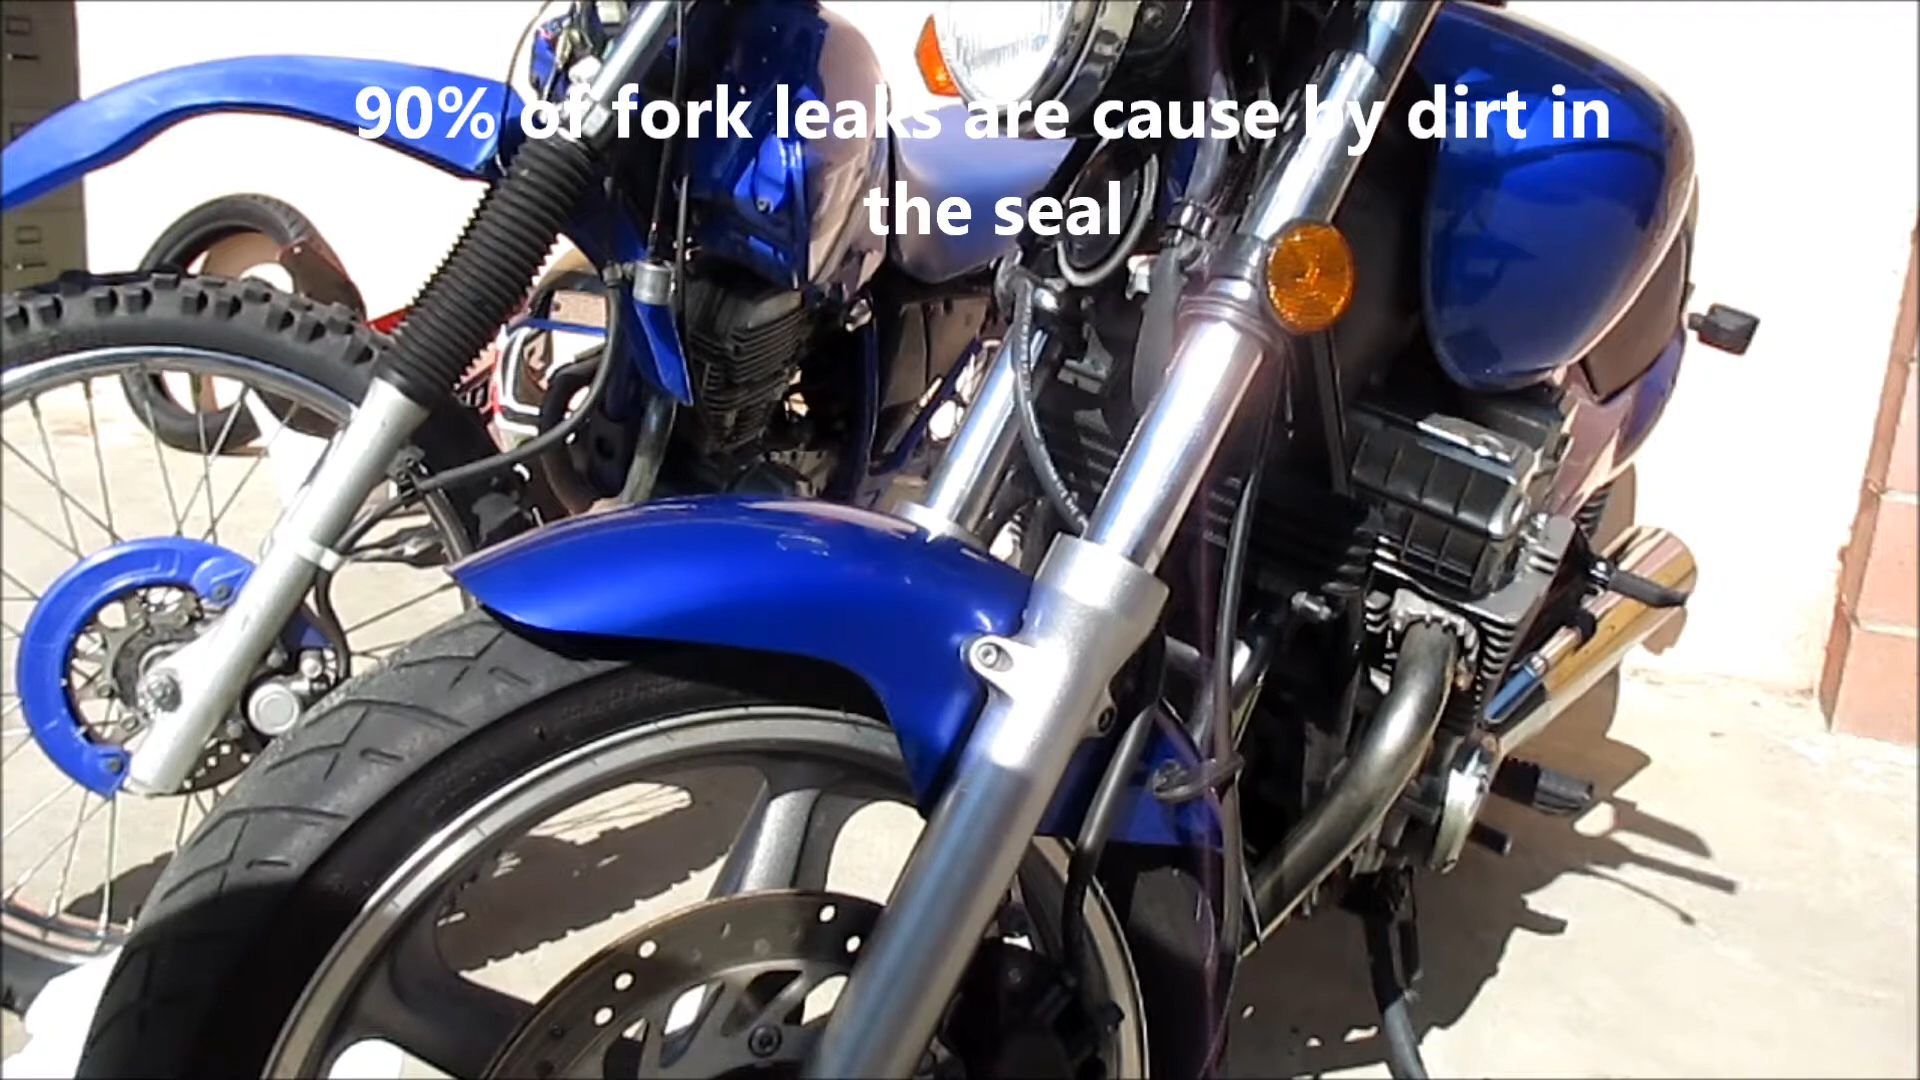 90% of fork leaks are cause by dirt in
the seal